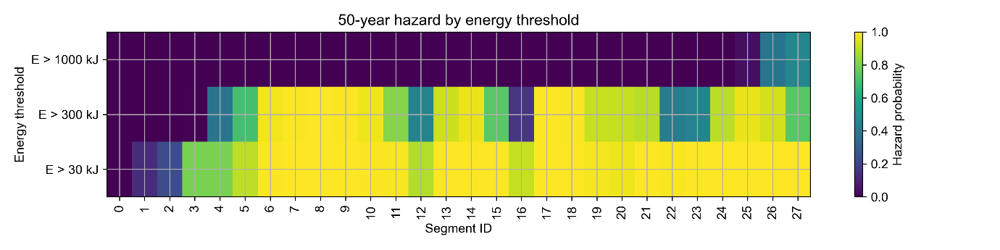 50-year hazard by energy threshold
Energy threshold
E > 1000 kJ
E > 300 kJ
E > 30 kJ
0 1 2 3 4 5 6 7 8 9 10 11 12 13 14 15 16 17 18 19 20 21 22 23 24 25 26 27
Segment ID
1.0
0.8
0.6
0.4
0.2
0.0
Hazard probability